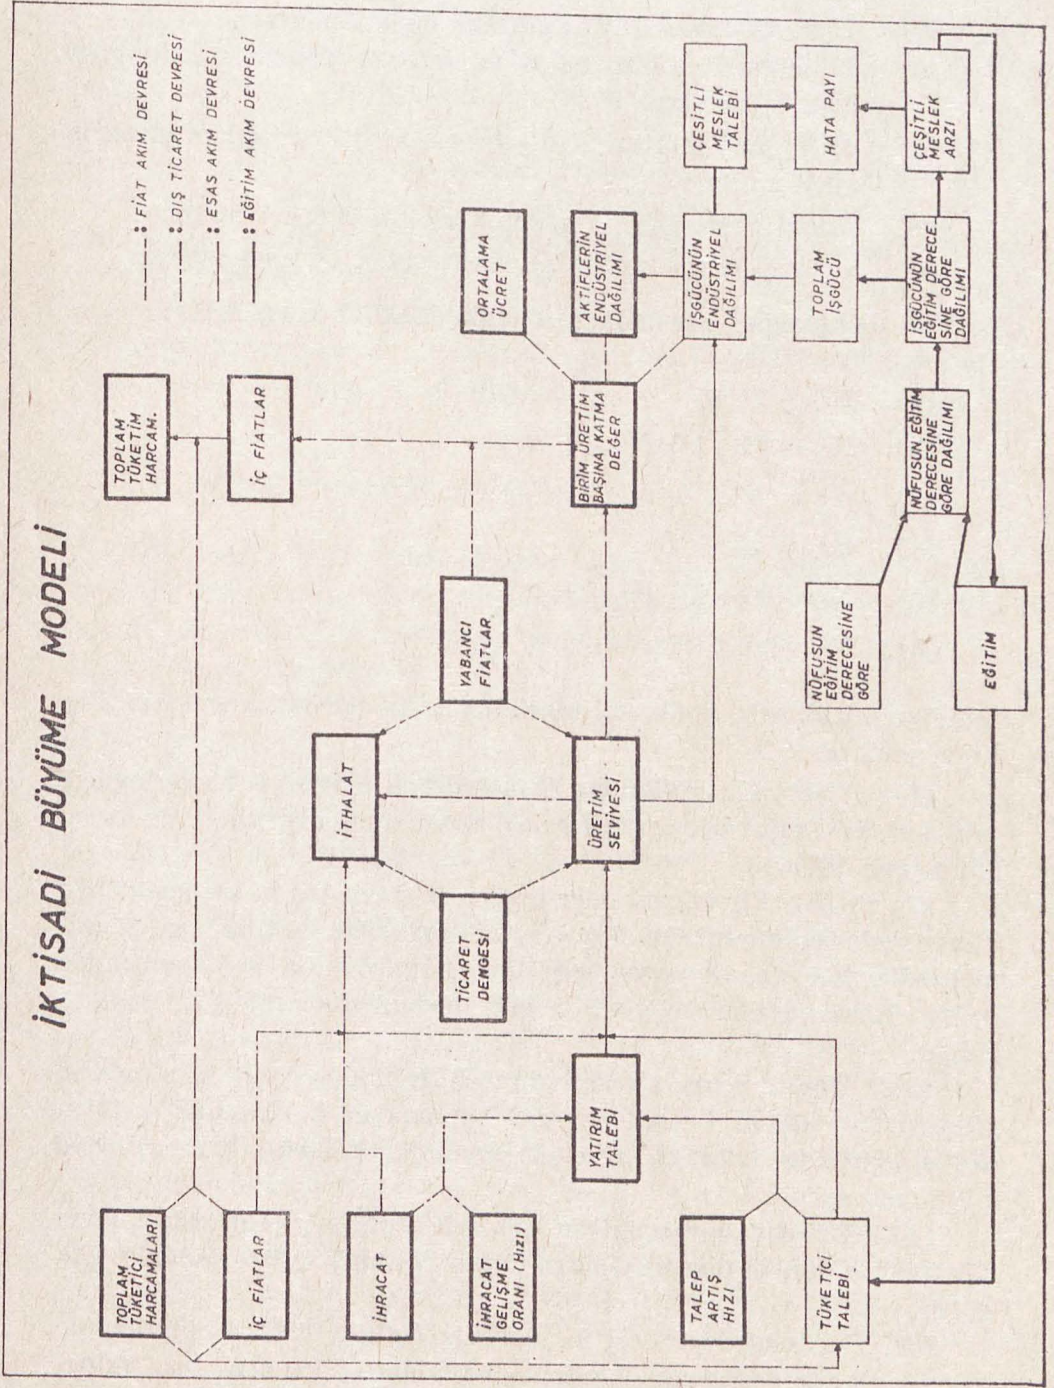 İKTİSADİ BÜYÜME MODELİ
: FİAT AKIM DEVRESİ
: DIŞ TİCARET DEVRESİ
: ESAS AKIM DEVRESİ
: EĞİTİM AKIM DEVRESİ
TOPLAM
TÜKETİCİ
HARCAMALARI
İÇ FİATLAR
İHRACAT
İHRACAT
GELİŞME
ORANI (Hızı)
TALEP
ARTIŞ
HIZI
TÜKETİCİ
TALEBİ
YATIRIM
TALEBİ
TİCARET
DENGESİ
İTHALAT
ÜRETİM
SEVİYESİ
YABANCI
FİATLAR
TOPLAM
TÜKETİM
HARCAM.
İÇ FİATLAR
BİRİM ÜRETİM
BAŞINA KATMA
DEĞER
ORTALAMA
ÜCRET
AKTİFLERİN
ENDÜSTRİYEL
DAĞILIMI
İŞGÜCÜNÜN
ENDÜSTRİYEL
DAĞILIMI
TOPLAM
İŞGÜCÜ
İŞGÜCÜNÜN
EĞİTİM DERECE_
SİNE GÖRE
DAĞILIMI
ÇEŞİTLİ
MESLEK
TALEBİ
HATA PAYI
ÇEŞİTLİ
MESLEK
ARZI
NÜFUSUN EĞİTİM
DERECESİNE
GÖRE DAĞILIMI
NÜFUSUN
EĞİTİM
DERECESİNE
GÖRE
EĞİTİM